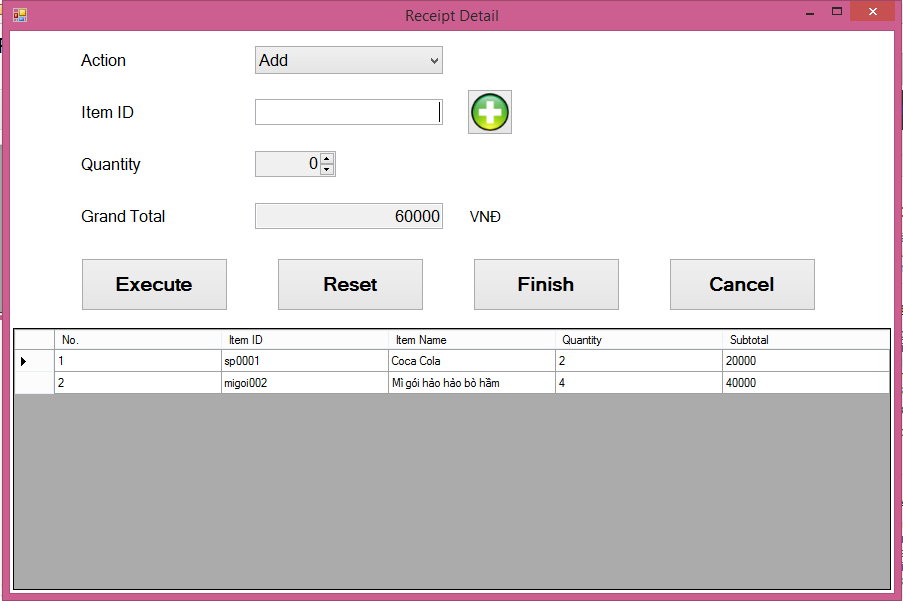 Receipt Detail
Action Add
Item ID
Quantity 0
Grand Total 60000 VNĐ
Execute Reset Finish Cancel
No. Item ID Item Name Quantity Subtotal
1 sp0001 Coca Cola 2 20000
2 migoi002 Mì gói hảo hảo bò hầm 4 40000